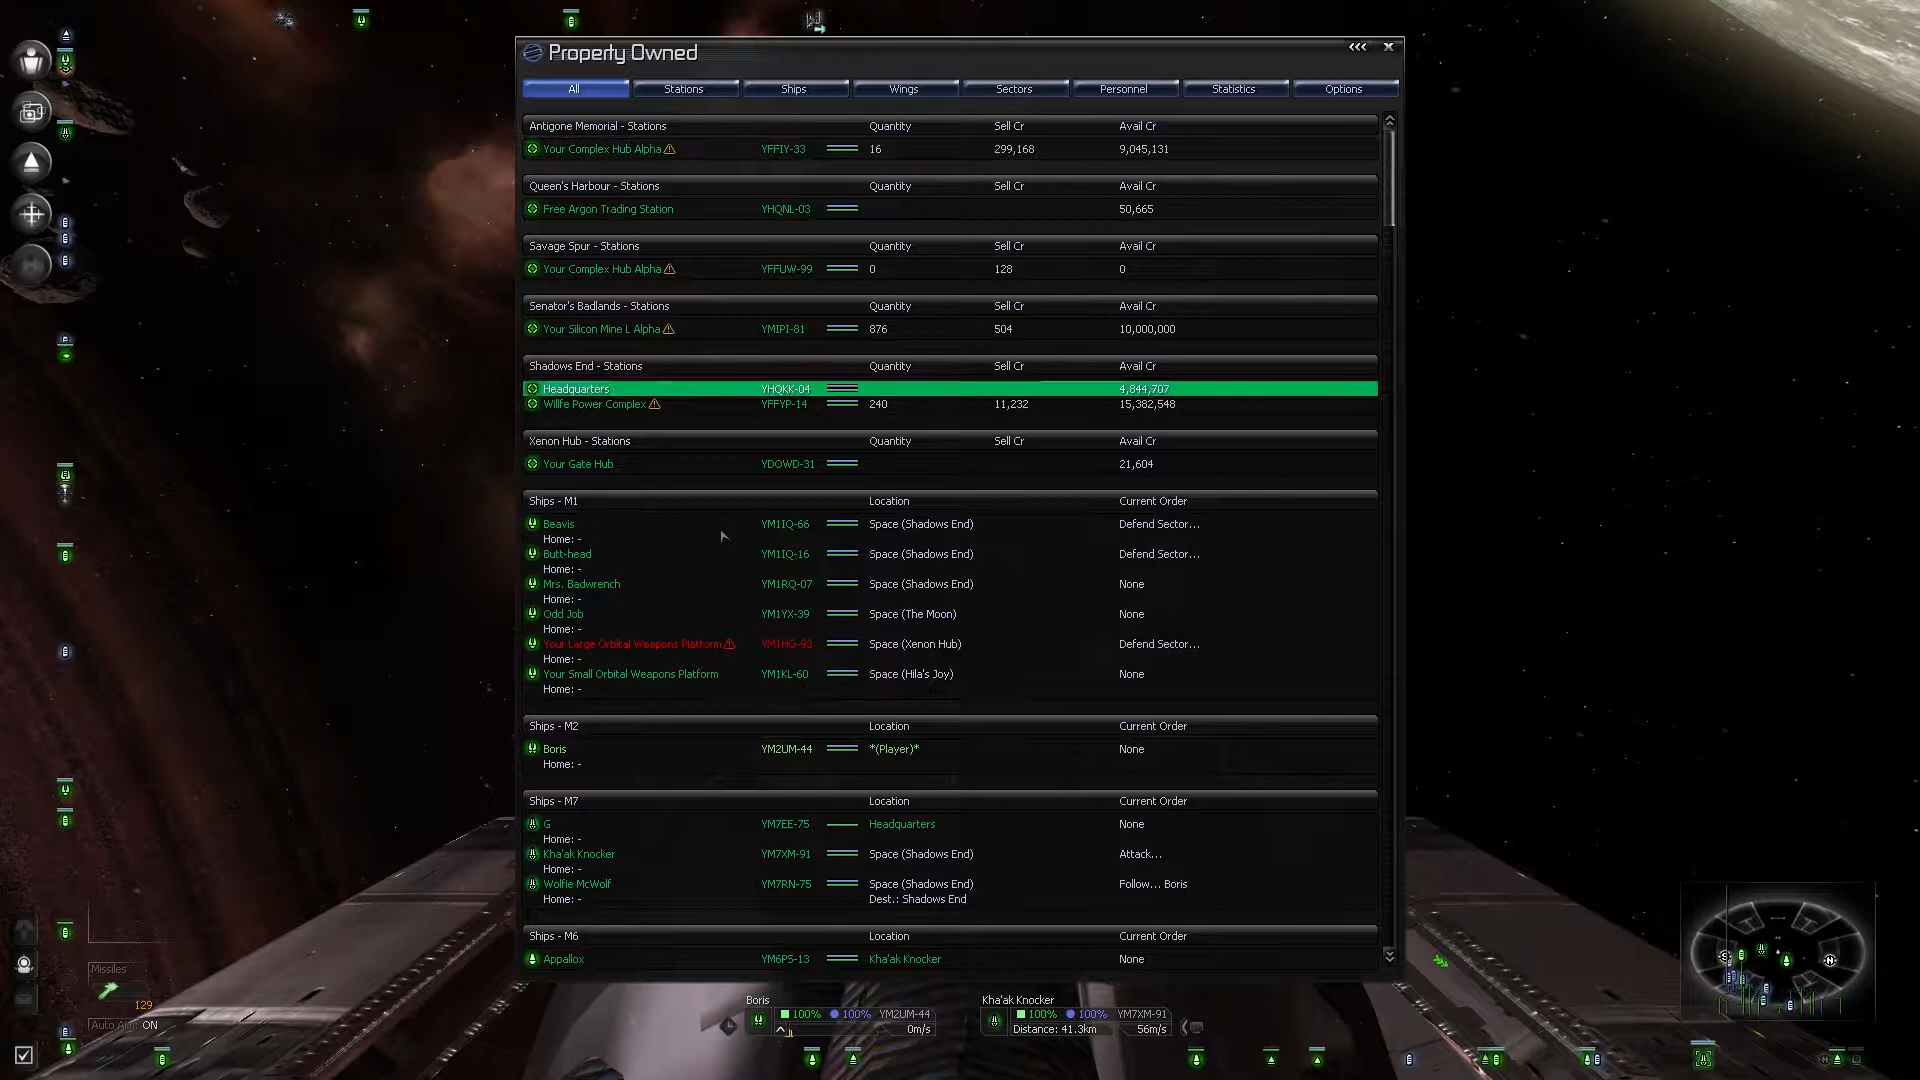 Property Owned
All Stations Ships Wings Sectors Personnel Statistics Options
Antigone Memorial - Stations Quantity Sell Cr Avail Cr
Your Complex Hub Alpha YFFIY-33 16 299,168 9,045,131
Queen's Harbour - Stations Quantity Sell Cr Avail Cr
Free Argon Trading Station YHQNL-03 50,665
Savage Spur - Stations Quantity Sell Cr Avail Cr
Your Complex Hub Alpha YFFUW-99 0 128 0
Senator's Badlands - Stations Quantity Sell Cr Avail Cr
Your Silicon Mine L Alpha YMIPI-81 876 504 10,000,000
Shadows End - Stations Quantity Sell Cr Avail Cr
Headquarters YHQKK-04 4,844,707
Willfe Power Complex YFFYP-14 240 11,232 15,382,548
Xenon Hub - Stations Quantity Sell Cr Avail Cr
Your Gate Hub YDOWD-31 21,604
Ships - M1 Location Current Order
Beavis YM1IQ-66 Space (Shadows End) Defend Sector...
Home: -
Butt-head YM1IQ-16 Space (Shadows End) Defend Sector...
Home: -
Mrs. Badwrench YM1RQ-07 Space (Shadows End) None
Home: -
Odd Job YM1YX-39 Space (The Moon) None
Home: -
Your Large Orbital Weapons Platform YM1HO-93 Space (Xenon Hub) Defend Sector...
Home: -
Your Small Orbital Weapons Platform YM1KL-60 Space (Hila's Joy) None
Home: -
Ships - M2 Location Current Order
Boris YM2UM-44 *(Player)* None
Home: -
Ships - M7 Location Current Order
G YM7EE-75 Headquarters None
Home: -
Kha'ak Knocker YM7XM-91 Space (Shadows End) Attack...
Home: -
Wolfie McWolf YM7RN-75 Space (Shadows End) Follow... Boris
Home: - Dest.: Shadows End
Ships - M6 Location Current Order
Appallox YM6PS-13 Kha'ak Knocker None
Missiles
129
Auto Aim: ON
Boris
100% 100% YM2UM-44
0m/s
Kha'ak Knocker
100% 100% YM7XM-91
Distance: 41.3km 56m/s